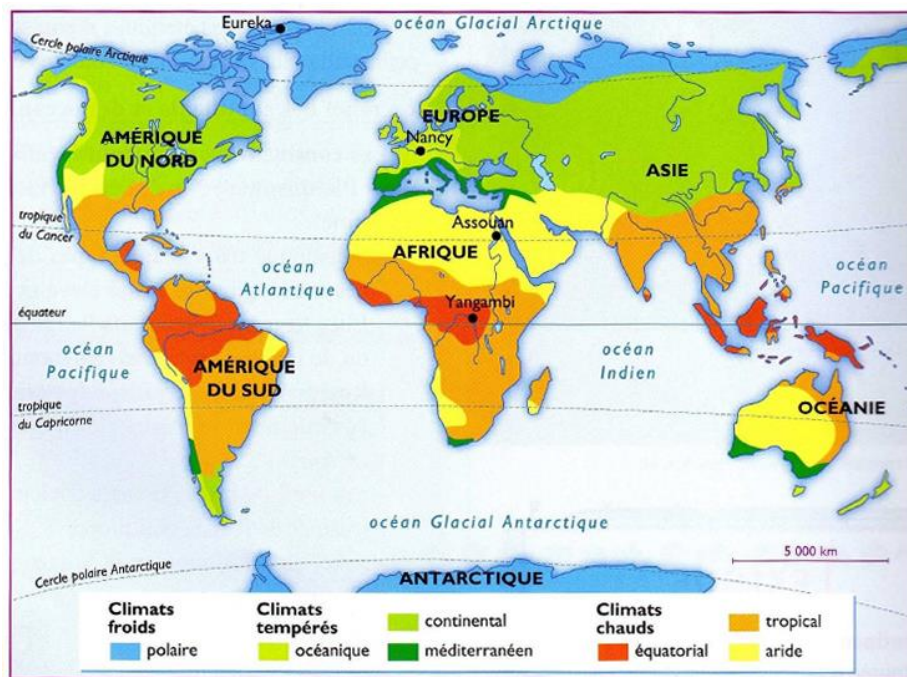 Eureka
océan Glacial Arctique
Cercle polaire Arctique
AMÉRIQUE
DU NORD
EUROPE
Nancy
ASIE
tropique
du Cancer
Assouan
AFRIQUE
océan
Atlantique
océan
Pacifique
Yangambi
équateur
océan
Pacifique
AMÉRIQUE
DU SUD
océan
Indien
tropique
du Capricorne
OCÉANIE
océan Glacial Antarctique
5 000 km
Cercle polaire Antarctique
ANTARCTIQUE
Climats
froids
polaire
Climats
tempérés
océanique
continental
méditerranéen
Climats
chauds
équatorial
tropical
aride